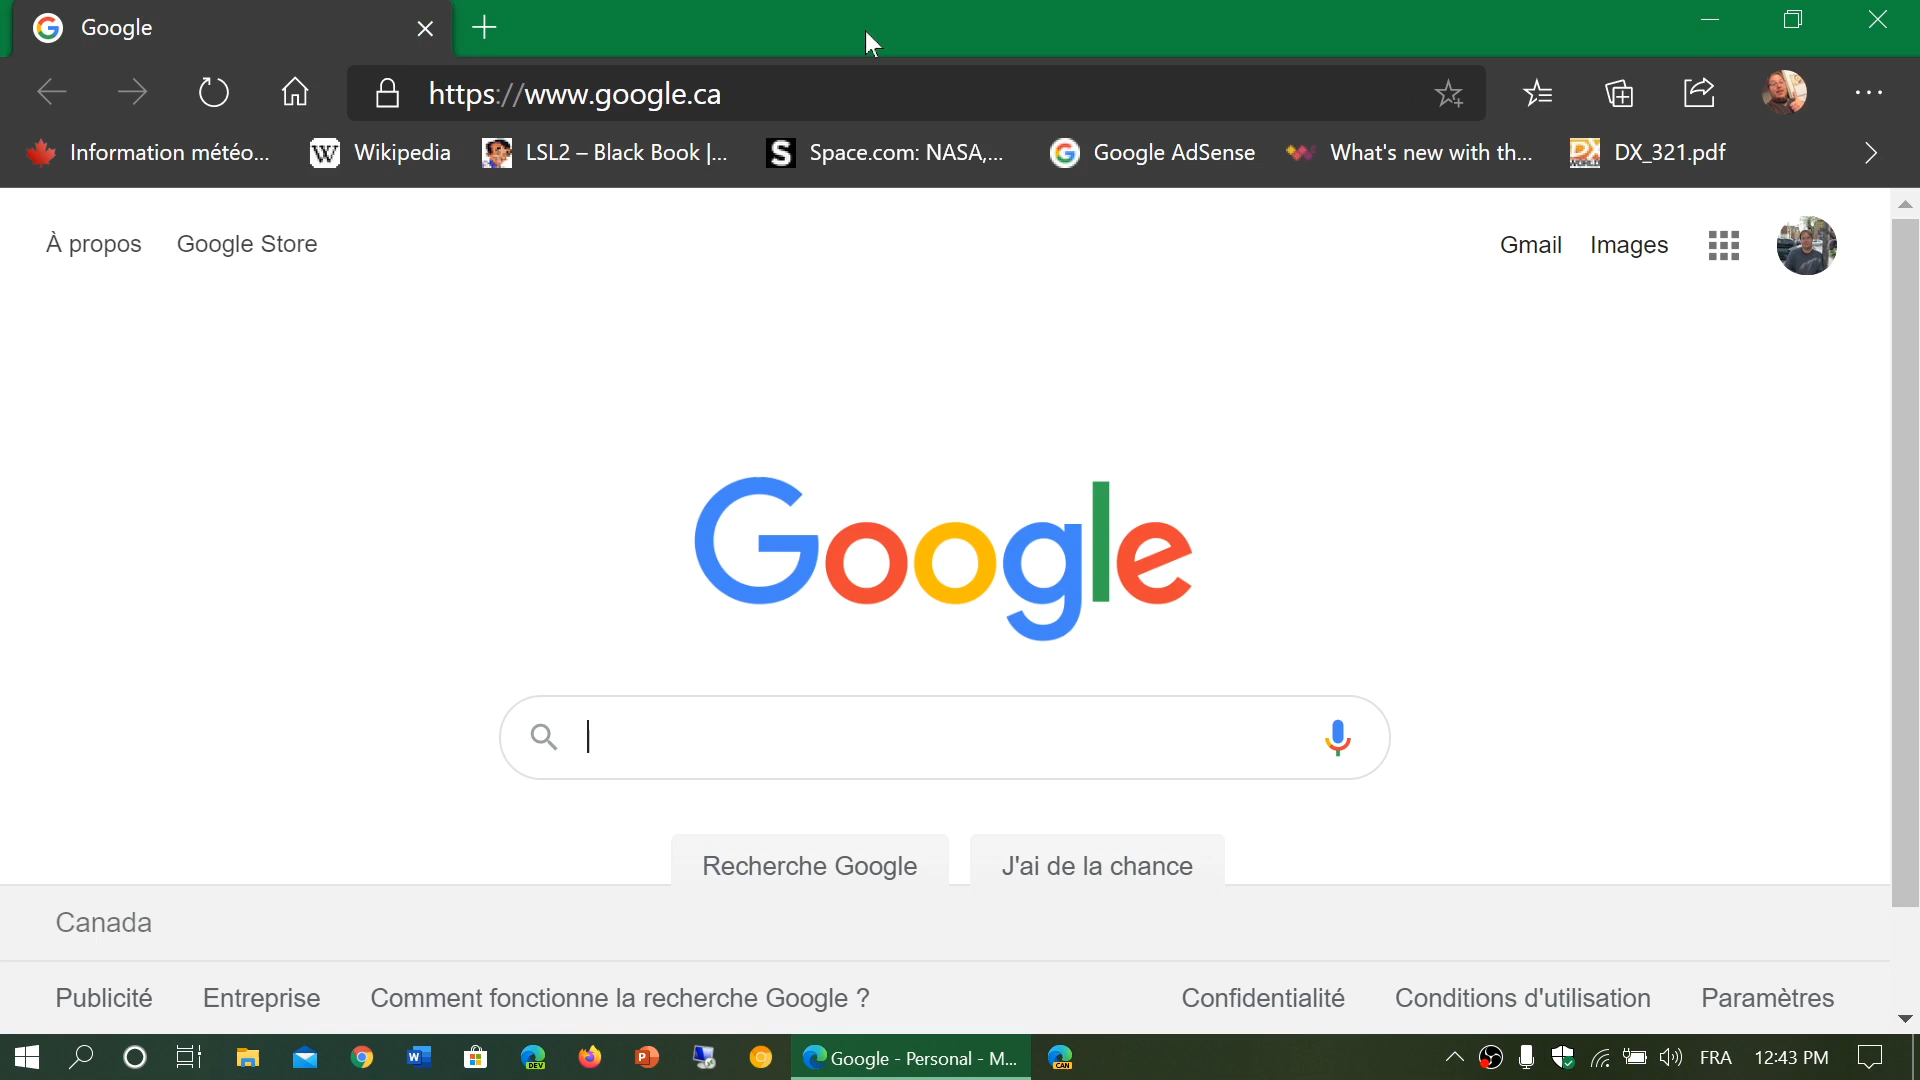 Google
https://www.google.ca
Information météo...
W Wikipedia
LSL2 – Black Book |...
S Space.com: NASA,...
Google AdSense
What's new with th...
DX_321.pdf
À propos
Google Store
Gmail
Images
Google
Recherche Google
J'ai de la chance
Canada
Publicité
Entreprise
Comment fonctionne la recherche Google ?
Confidentialité
Conditions d'utilisation
Paramètres
DEV
Google - Personal - M...
CAN
FRA
12:43 PM